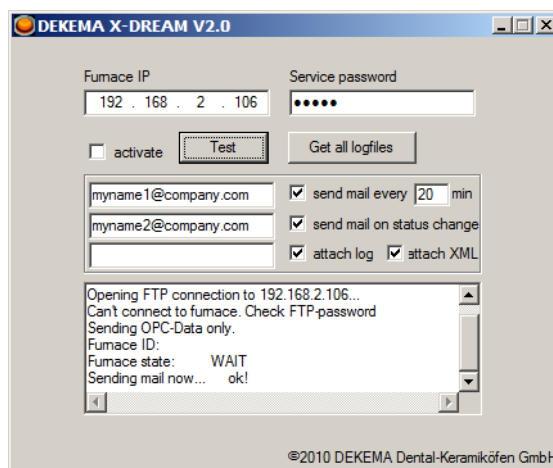 DEKEMA X-DREAM V2.0
Furnace IP
Service password
192 . 168 . 2 . 106
●●●●●
activate
Test
Get all logfiles
myname1@company.com
send mail every 20 min
myname2@company.com
send mail on status change
attach log
attach XML
Opening FTP connection to 192.168.2.106...
Can't connect to furnace. Check FTP-password
Sending OPC-Data only.
Furnace ID:
Furnace state: WAIT
Sending mail now... ok!
©2010 DEKEMA Dental-Keramiköfen GmbH